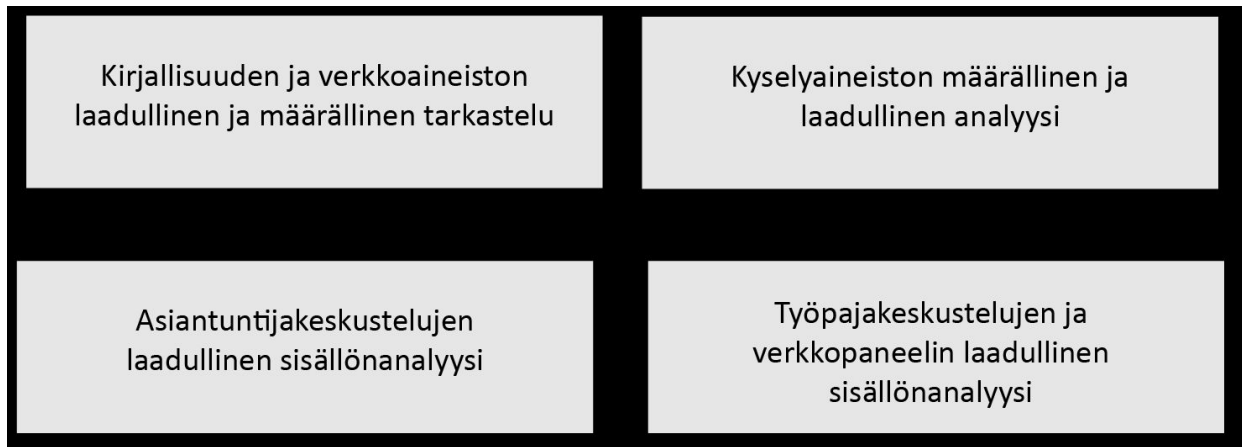 Kirjallisuuden ja verkkoaineiston
laadullinen ja määrällinen tarkastelu
Kyselyaineiston määrällinen ja
laadullinen analyysi
Asiantuntijakeskustelujen
laadullinen sisällönanalyysi
Työpajakeskustelujen ja
verkkopaneelin laadullinen
sisällönanalyysi